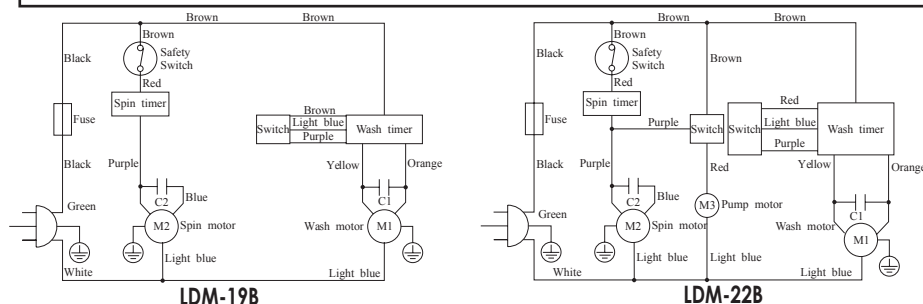 Brown Brown
Brown
Black
Safety
Switch
Red
Spin timer
Fuse
Brown
Light blue
Switch
Wash timer
Purple
Black
Purple
Yellow
Orange
C2
Blue
C1
Green
M2
Spin motor
Wash motor
M1
White
Light blue
Light blue
LDM-19B
Brown Brown
Brown
Black
Safety
Switch
Brown
Red
Spin timer
Red
Fuse
Purple
Switch
Switch
Light blue
Wash timer
Purple
Black
Purple
Red
Yellow
Orange
C2
Blue
M3
Pump motor
C1
Green
M2
Spin motor
Wash motor
M1
White
Light blue
Light blue
Light blue
LDM-22B